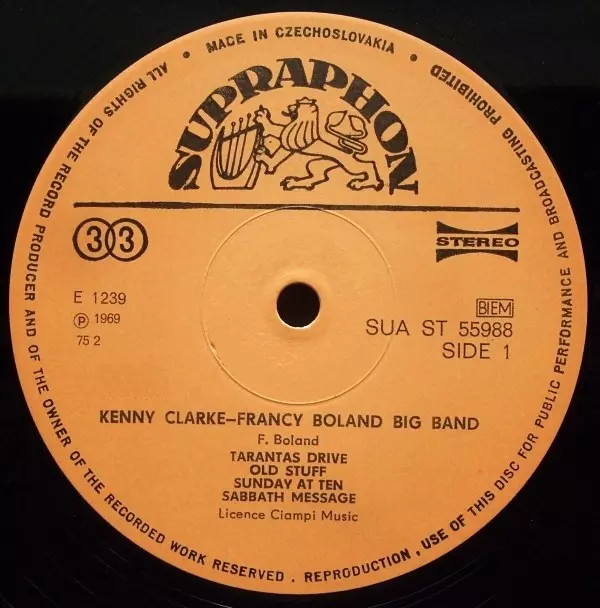 MADE IN CZECHOSLOVAKIA
ALL RIGHTS OF THE RECORD PRODUCER AND OF THE OWNER OF THE RECORDED WORK RESERVED . REPRODUCTION, USE OF THIS DISC FOR PUBLIC PERFORMANCE AND BROADCASTING PROHIBITED
SUPRAPHON
33
STEREO
E 1239
Ⓟ 1969
75 2
BIEM
SUA ST 55988
SIDE 1
KENNY CLARKE–FRANCY BOLAND BIG BAND
F. Boland
TARANTAS DRIVE
OLD STUFF
SUNDAY AT TEN
SABBATH MESSAGE
Licence Ciampi Music